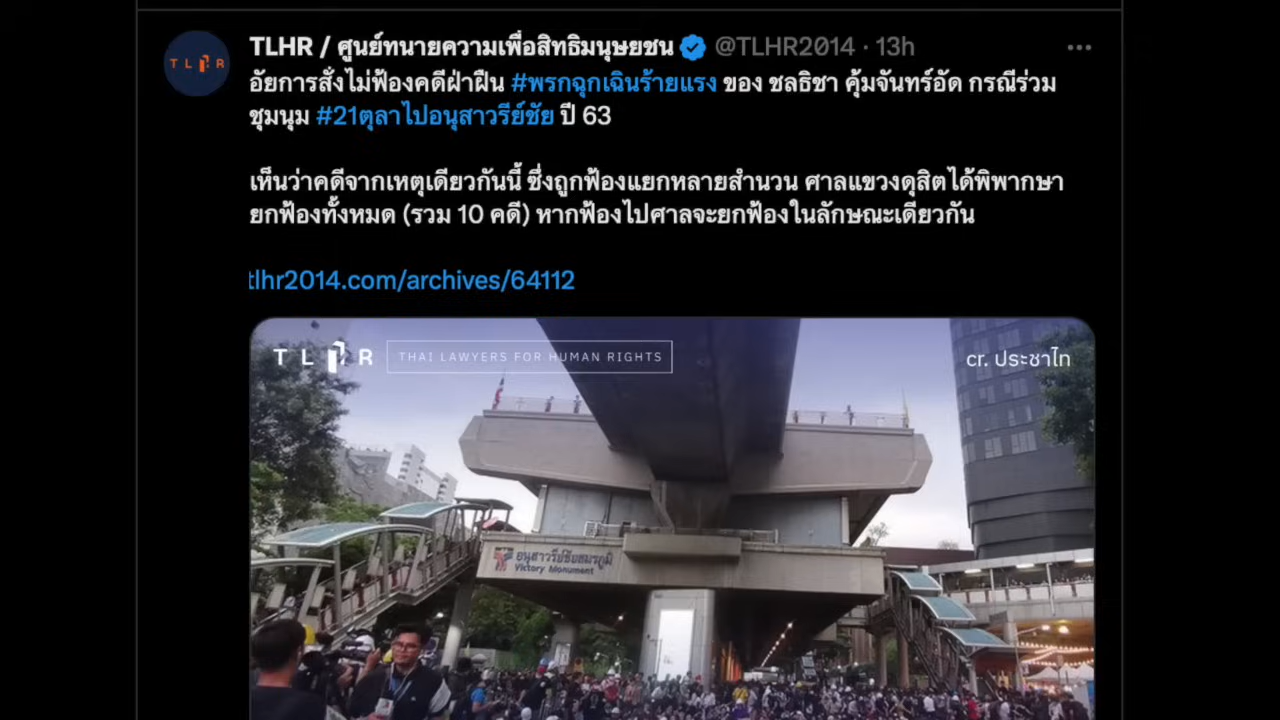 TLHR
TLHR / ศูนย์ทนายความเพื่อสิทธิมนุษยชน @TLHR2014 · 13h
อัยการสั่งไม่ฟ้องคดีฝ่าฝืน #พรกฉุกเฉินร้ายแรง ของ ชลธิชา คุ้มจันทร์อัด กรณีร่วม
ชุมนุม #21ตุลาไปอนุสาวรีย์ชัย ปี 63
เห็นว่าคดีจากเหตุเดียวกันนี้ ซึ่งถูกฟ้องแยกหลายสำนวน ศาลแขวงดุสิตได้พิพากษา
ยกฟ้องทั้งหมด (รวม 10 คดี) หากฟ้องไปศาลจะยกฟ้องในลักษณะเดียวกัน
tlhr2014.com/archives/64112
TLHR THAI LAWYERS FOR HUMAN RIGHTS
cr. ประชาไท
อนุสาวรีย์ชัยสมรภูมิ
Victory Monument